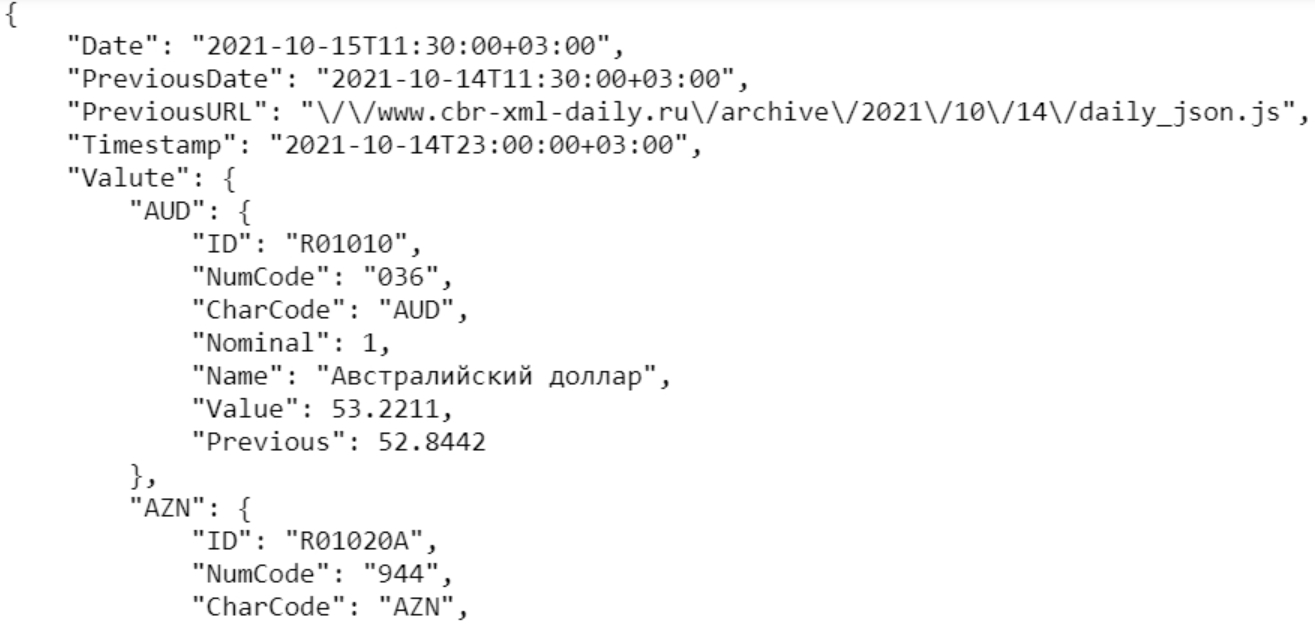 {
"Date": "2021-10-15T11:30:00+03:00",
"PreviousDate": "2021-10-14T11:30:00+03:00",
"PreviousURL": "\/\/www.cbr-xml-daily.ru\/archive\/2021\/10\/14\/daily_json.js",
"Timestamp": "2021-10-14T23:00:00+03:00",
"Valute": {
"AUD": {
"ID": "R01010",
"NumCode": "036",
"CharCode": "AUD",
"Nominal": 1,
"Name": "Австралийский доллар",
"Value": 53.2211,
"Previous": 52.8442
},
"AZN": {
"ID": "R01020A",
"NumCode": "944",
"CharCode": "AZN",